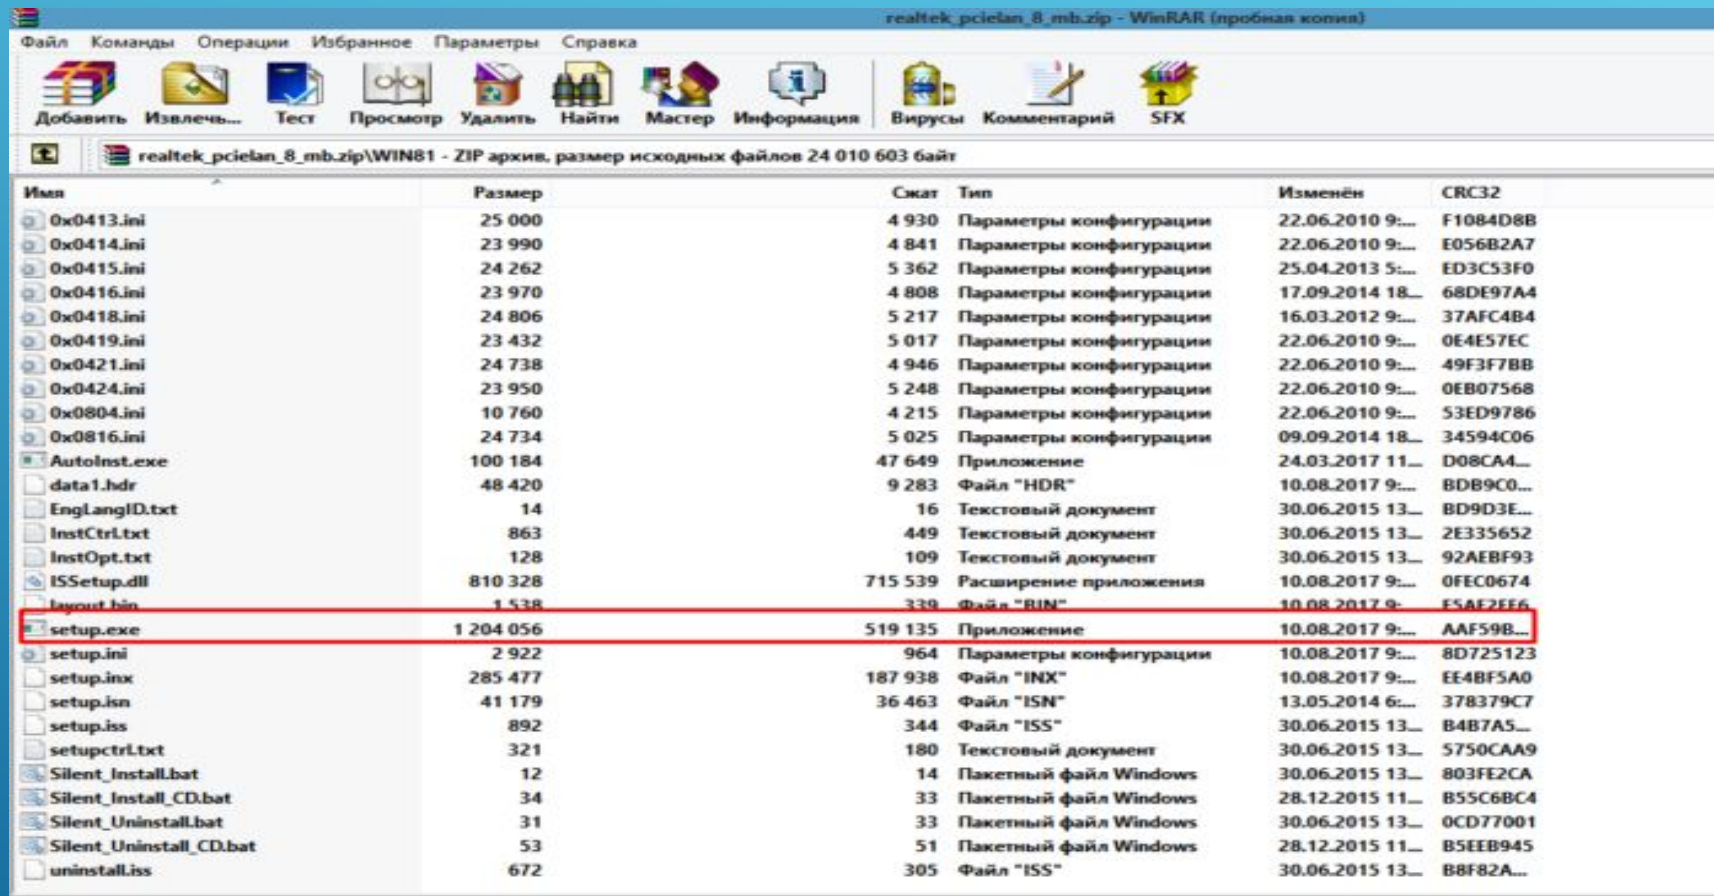 realtek_pcielan_8_mb.zip - WinRAR (пробная копия)
Файл Команды Операции Избранное Параметры Справка
Добавить Извлечь... Тест Просмотр Удалить Найти Мастер Информация Вирусы Комментарий SFX
realtek_pcielan_8_mb.zip\WIN81 - ZIP архив, размер исходных файлов 24 010 603 байт
Имя Размер Сжат Тип Изменён CRC32
0x0413.ini 25 000 4 930 Параметры конфигурации 22.06.2010 9:... F1084D8B
0x0414.ini 23 990 4 841 Параметры конфигурации 22.06.2010 9:... E056B2A7
0x0415.ini 24 262 5 362 Параметры конфигурации 25.04.2013 5:... ED3C53F0
0x0416.ini 23 970 4 808 Параметры конфигурации 17.09.2014 18... 68DE97A4
0x0418.ini 24 806 5 217 Параметры конфигурации 16.03.2012 9:... 37AFC4B4
0x0419.ini 23 432 5 017 Параметры конфигурации 22.06.2010 9:... 0E4E57EC
0x0421.ini 24 738 4 946 Параметры конфигурации 22.06.2010 9:... 49F3F7BB
0x0424.ini 23 950 5 248 Параметры конфигурации 22.06.2010 9:... 0EB07568
0x0804.ini 10 760 4 215 Параметры конфигурации 22.06.2010 9:... 53ED9786
0x0816.ini 24 734 5 025 Параметры конфигурации 09.09.2014 18... 34594C06
AutoInst.exe 100 184 47 649 Приложение 24.03.2017 11... D08CA4...
data1.hdr 48 420 9 283 Файл "HDR" 10.08.2017 9:... BDB9C0...
EngLangID.txt 14 16 Текстовый документ 30.06.2015 13... BD9D3E...
InstCtrl.txt 863 449 Текстовый документ 30.06.2015 13... 2E335652
InstOpt.txt 128 109 Текстовый документ 30.06.2015 13... 92AEBF93
ISSetup.dll 810 328 715 539 Расширение приложения 10.08.2017 9:... 0FEC0674
layout.bin 1 538 339 Файл "BIN" 10.08.2017 9:... F5AF2FF6
setup.exe 1 204 056 519 135 Приложение 10.08.2017 9:... AAF59B...
setup.ini 2 922 964 Параметры конфигурации 10.08.2017 9:... 8D725123
setup.inx 285 477 187 938 Файл "INX" 10.08.2017 9:... EE4BF5A0
setup.isn 41 179 36 463 Файл "ISN" 13.05.2014 6:... 378379C7
setup.iss 892 344 Файл "ISS" 30.06.2015 13... B4B7A5...
setupctrl.txt 321 180 Текстовый документ 30.06.2015 13... 5750CAA9
Silent_Install.bat 12 14 Пакетный файл Windows 30.06.2015 13... 803FE2CA
Silent_Install_CD.bat 34 33 Пакетный файл Windows 28.12.2015 11... B55C6BC4
Silent_Uninstall.bat 31 33 Пакетный файл Windows 30.06.2015 13... 0CD77001
Silent_Uninstall_CD.bat 53 51 Пакетный файл Windows 28.12.2015 11... B5EEB945
uninstall.iss 672 305 Файл "ISS" 30.06.2015 13... B8F82A...